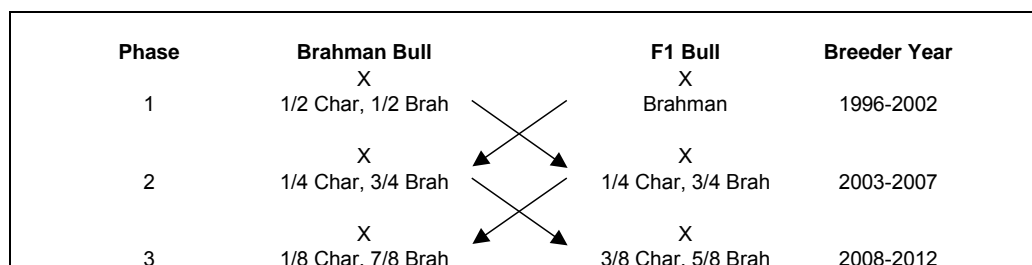 Phase Brahman Bull F1 Bull Breeder Year
X X
1 1/2 Char, 1/2 Brah Brahman 1996-2002
X X
2 1/4 Char, 3/4 Brah 1/4 Char, 3/4 Brah 2003-2007
X X
3 1/8 Char, 7/8 Brah 3/8 Char, 5/8 Brah 2008-2012